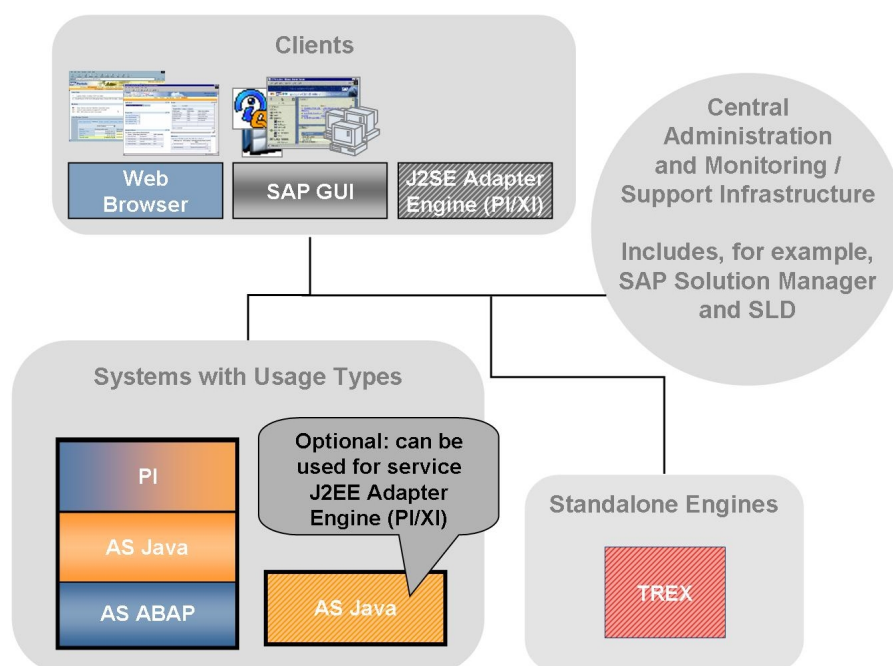 Clients
Web
Browser
SAP GUI
J2SE Adapter
Engine (PI/XI)
Central
Administration
and Monitoring /
Support Infrastructure
Includes, for example,
SAP Solution Manager
and SLD
Systems with Usage Types
PI
AS Java
AS ABAP
Optional: can be
used for service
J2EE Adapter
Engine (PI/XI)
AS Java
Standalone Engines
TREX